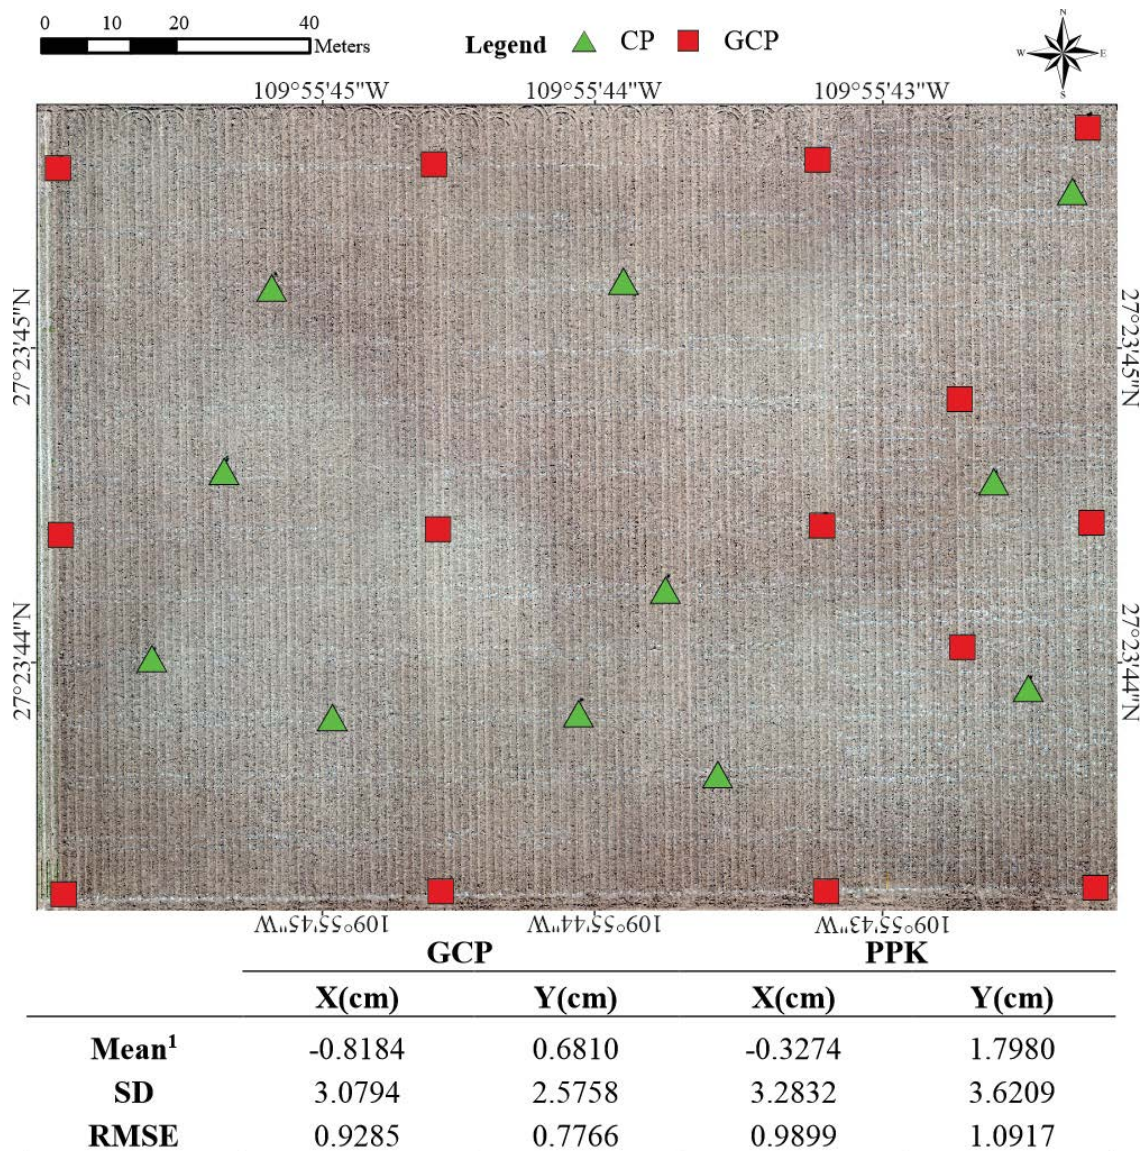 0 10 20 40
Meters
Legend CP GCP
N
W E
S
109°55'45"W 109°55'44"W 109°55'43"W
27°23'45"N 27°23'45"N
27°23'44"N 27°23'44"N
109°55'45"W 109°55'44"W 109°55'43"W
GCP PPK
X(cm) Y(cm) X(cm) Y(cm)
Mean¹ -0.8184 0.6810 -0.3274 1.7980
SD 3.0794 2.5758 3.2832 3.6209
RMSE 0.9285 0.7766 0.9899 1.0917